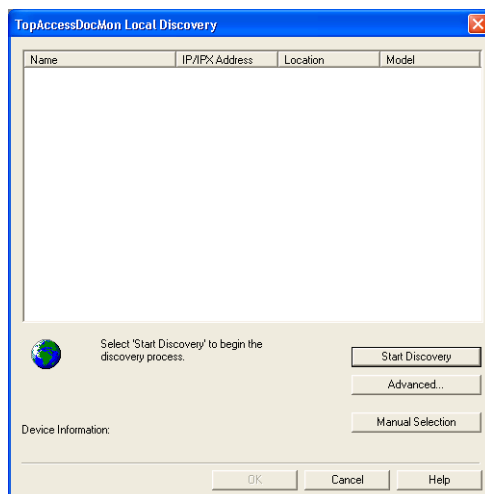 TopAccessDocMon Local Discovery
Name IP/IPX Address Location Model
Select 'Start Discovery' to begin the
discovery process.
Start Discovery
Advanced...
Manual Selection
Device Information:
OK Cancel Help